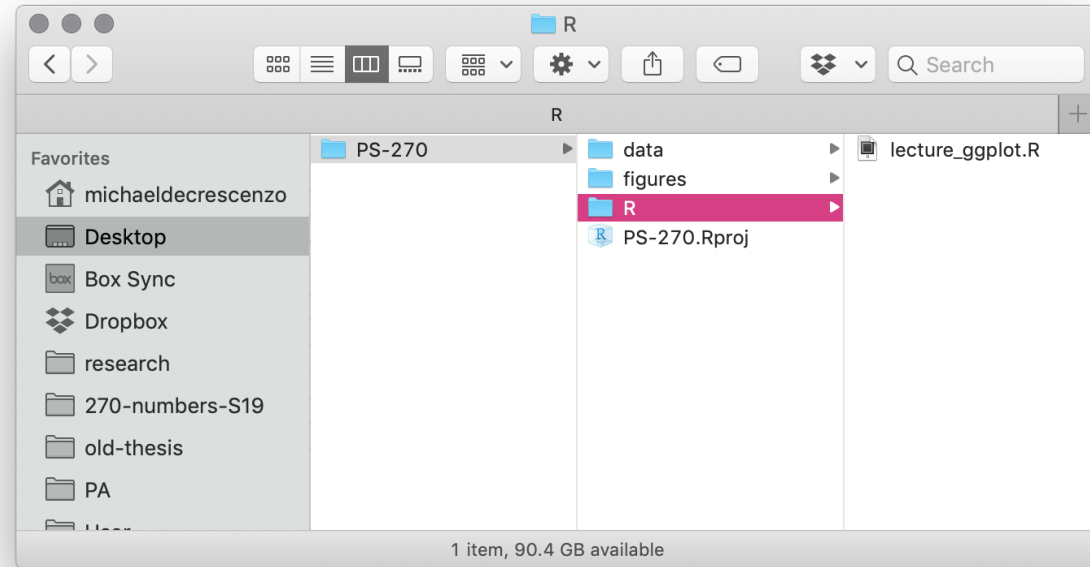 R
Search
R
Favorites
michaeldecrescenzo
Desktop
box
Box Sync
Dropbox
research
270-numbers-S19
old-thesis
PA
PS-270
data
figures
R
R
PS-270.Rproj
lecture_ggplot.R
1 item, 90.4 GB available